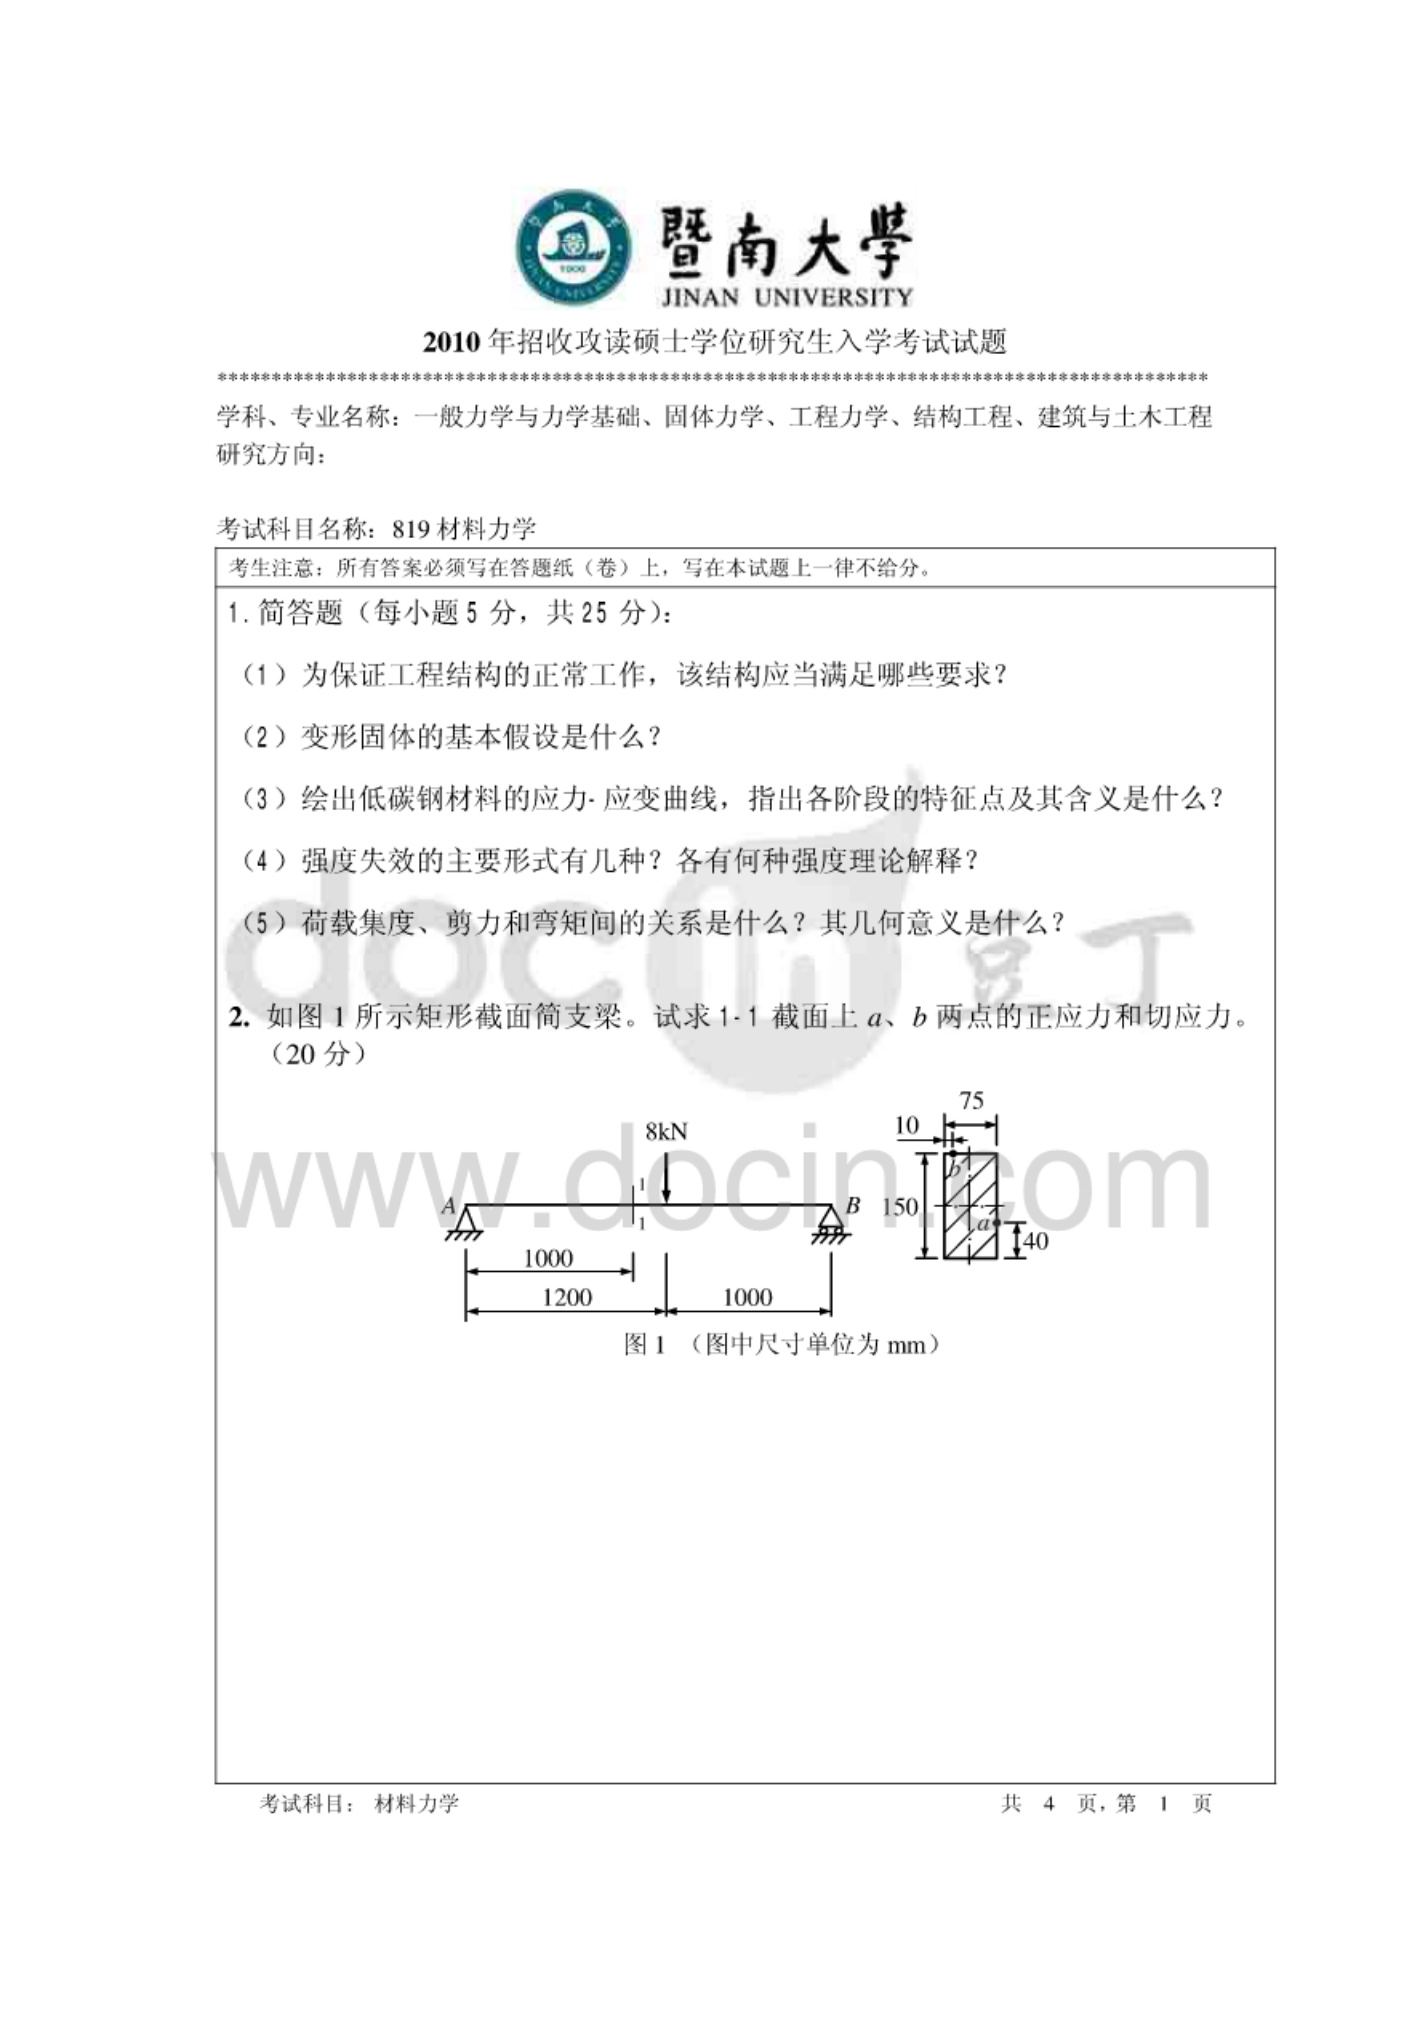 暨南大学
JINAN UNIVERSITY
2010 年招收攻读硕士学位研究生入学考试试题
********************************************************************************************
学科、专业名称：一般力学与力学基础、固体力学、工程力学、结构工程、建筑与土木工程
研究方向：
考试科目名称：819 材料力学
考生注意：所有答案必须写在答题纸（卷）上，写在本试题上一律不给分。
1.简答题（每小题5 分，共25 分）：
（1）为保证工程结构的正常工作，该结构应当满足哪些要求？
（2）变形固体的基本假设是什么？
（3）绘出低碳钢材料的应力- 应变曲线，指出各阶段的特征点及其含义是什么？
（4）强度失效的主要形式有几种？各有何种强度理论解释？
（5）荷载集度、剪力和弯矩间的关系是什么？其几何意义是什么？
docin 豆丁
2. 如图 1 所示矩形截面简支梁。试求 1- 1 截面上 a、b 两点的正应力和切应力。
（20 分）
www.docin.com
75
10
8kN
b
1
A
B
150
a
1
40
1000
1200
1000
图 1 （图中尺寸单位为 mm）
考试科目： 材料力学
共 4 页，第 1 页